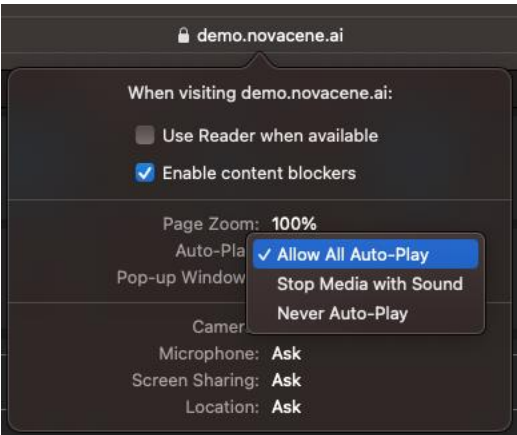 demo.novacene.ai
When visiting demo.novacene.ai:
Use Reader when available
Enable content blockers
Page Zoom: 100%
Auto-Pla
Allow All Auto-Play
Pop-up Window
Stop Media with Sound
Never Auto-Play
Camer
Microphone: Ask
Screen Sharing: Ask
Location: Ask